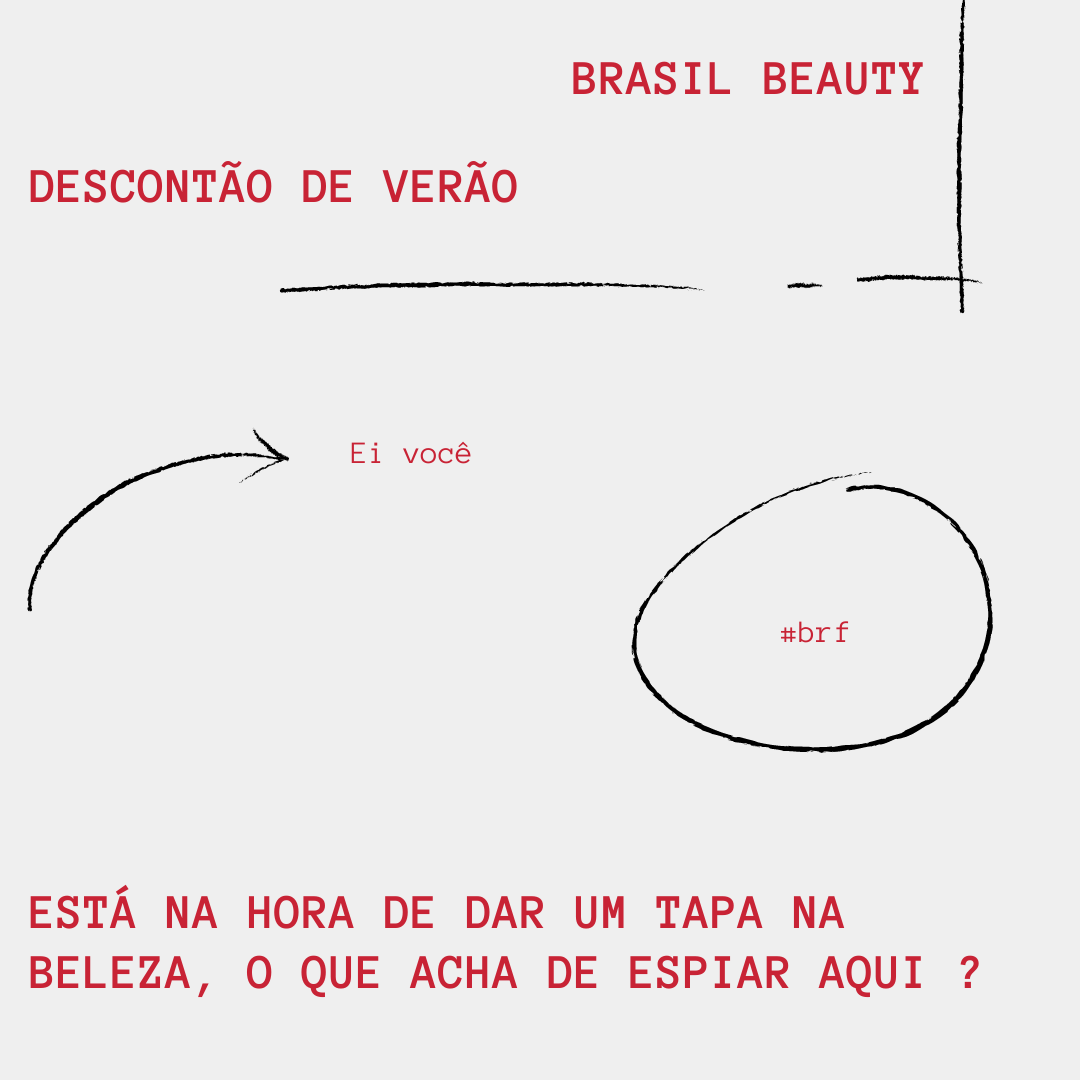 BRASIL BEAUTY
DESCONTÃO DE VERÃO
Ei você
#brf
ESTÁ NA HORA DE DAR UM TAPA NA
BELEZA, O QUE ACHA DE ESPIAR AQUI ?